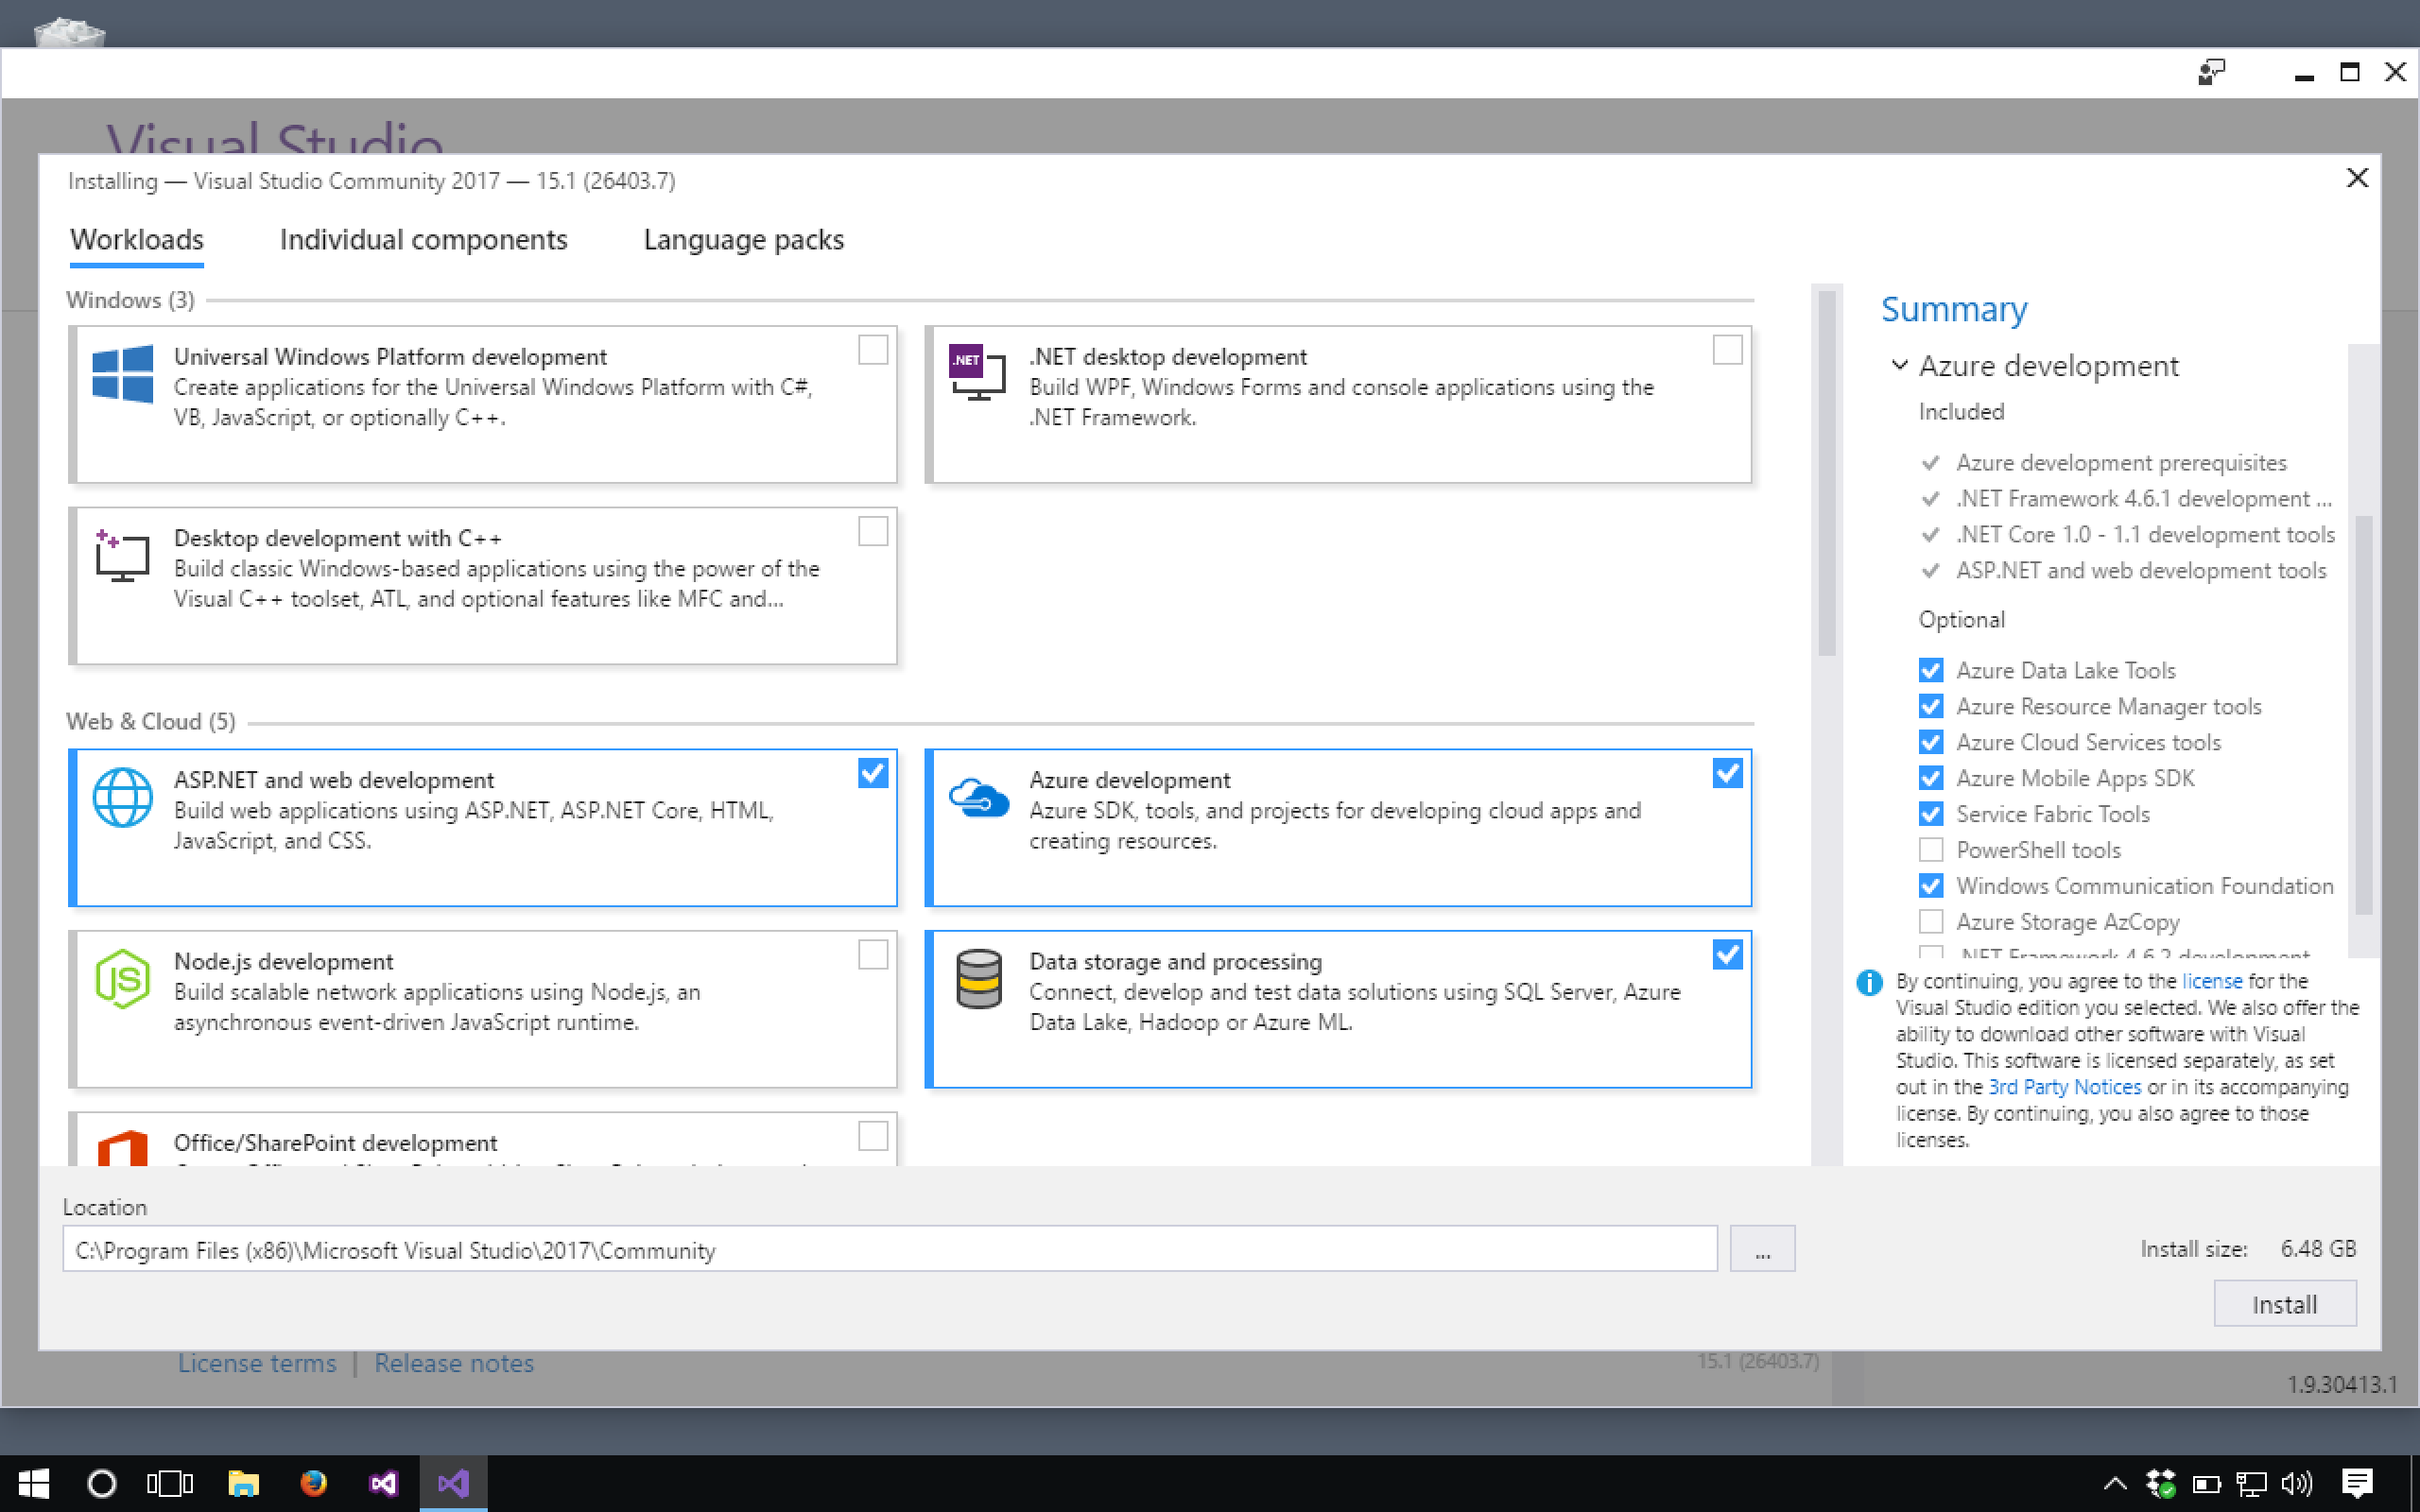 Visual Studio
Installing — Visual Studio Community 2017 — 15.1 (26403.7)
Workloads
Individual components
Language packs
Windows (3)
Universal Windows Platform development
Create applications for the Universal Windows Platform with C#,
VB, JavaScript, or optionally C++.
.NET
.NET desktop development
Build WPF, Windows Forms and console applications using the
.NET Framework.
Desktop development with C++
Build classic Windows-based applications using the power of the
Visual C++ toolset, ATL, and optional features like MFC and...
Web & Cloud (5)
ASP.NET and web development
Build web applications using ASP.NET, ASP.NET Core, HTML,
JavaScript, and CSS.
Azure development
Azure SDK, tools, and projects for developing cloud apps and
creating resources.
JS
Node.js development
Build scalable network applications using Node.js, an
asynchronous event-driven JavaScript runtime.
Data storage and processing
Connect, develop and test data solutions using SQL Server, Azure
Data Lake, Hadoop or Azure ML.
Office/SharePoint development
Summary
Azure development
Included
Azure development prerequisites
.NET Framework 4.6.1 development ...
.NET Core 1.0 - 1.1 development tools
ASP.NET and web development tools
Optional
Azure Data Lake Tools
Azure Resource Manager tools
Azure Cloud Services tools
Azure Mobile Apps SDK
Service Fabric Tools
PowerShell tools
Windows Communication Foundation
Azure Storage AzCopy
.NET Framework 4.6.2 development
By continuing, you agree to the license for the
Visual Studio edition you selected. We also offer the
ability to download other software with Visual
Studio. This software is licensed separately, as set
out in the 3rd Party Notices or in its accompanying
license. By continuing, you also agree to those
licenses.
Location
C:\Program Files (x86)\Microsoft Visual Studio\2017\Community
...
Install size: 6.48 GB
Install
License terms | Release notes
15.1 (26403.7)
1.9.30413.1